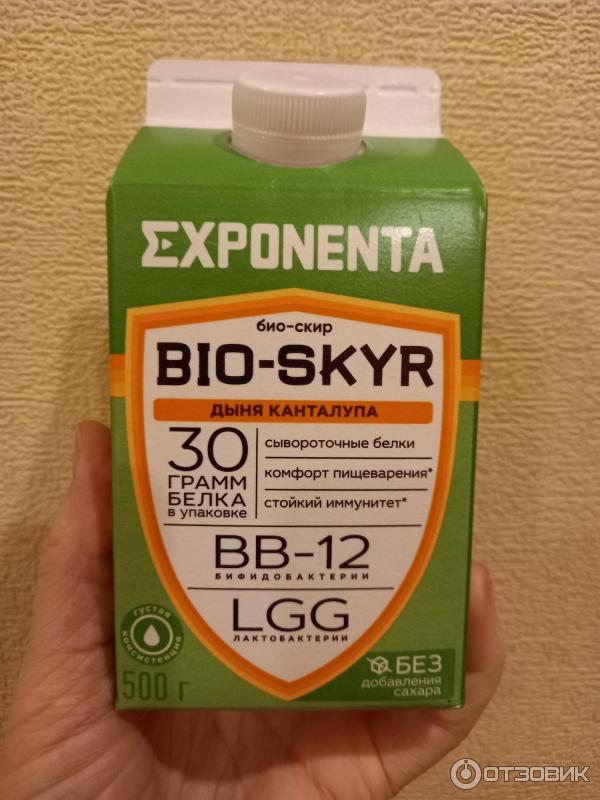 EXPONENTA
био-скир
BIO-SKYR
ДЫНЯ КАНТАЛУПА
30
ГРАММ
БЕЛКА
в упаковке
сывороточные белки
комфорт пищеварения*
стойкий иммунитет*
BB-12
БИФИДОБАКТЕРИИ
LGG
ЛАКТОБАКТЕРИИ
густая
консистенция
500 г
БЕЗ
добавления
сахара
ОТЗОВИК